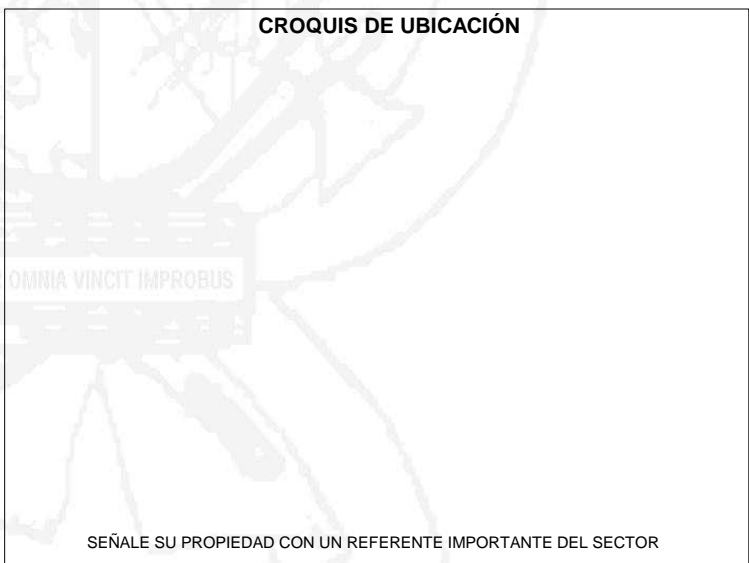 CROQUIS DE UBICACIÓN
OMNIA VINCIT IMPROBUS
SEÑALE SU PROPIEDAD CON UN REFERENTE IMPORTANTE DEL SECTOR